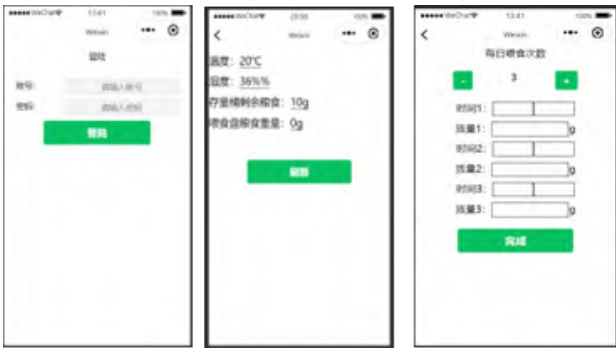 WeChat 13:41 100%
Weixin
登陆
账号: 请输入账号
密码: 请输入密码
登陆
WeChat 20:50 100%
Weixin
温度: 20℃
湿度: 36%%
存量桶剩余粮食: 10g
喂食盘粮食重量: 0g
刷新
WeChat 13:41 100%
Weixin
每日喂食次数
- 3 +
时间1:
质量1: g
时间2:
质量2: g
时间3:
质量3: g
完成